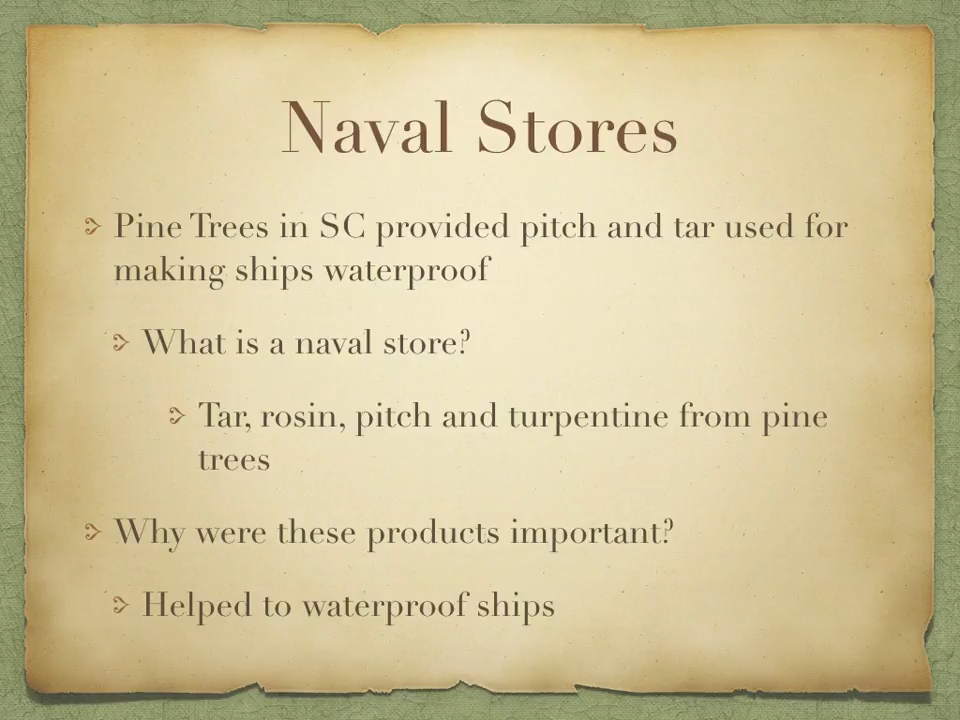 Naval Stores
Pine Trees in SC provided pitch and tar used for
making ships waterproof
What is a naval store?
Tar, rosin, pitch and turpentine from pine
trees
Why were these products important?
Helped to waterproof ships